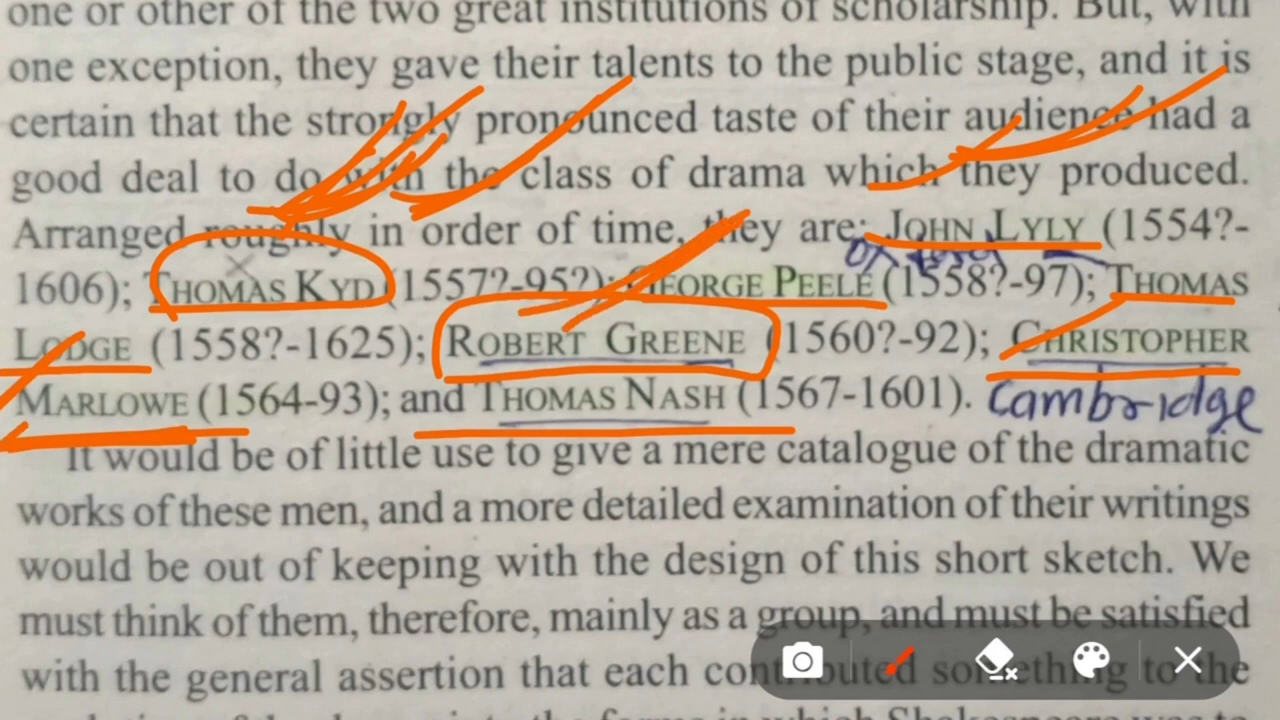 one or other of the two great institutions of scholarship. But, with
one exception, they gave their talents to the public stage, and it is
certain that the strongly pronounced taste of their audience had a
good deal to do with the class of drama which they produced.
Arranged roughly in order of time, they are: JOHN LYLY (1554?-
Oxford
1606); THOMAS KYD (1557?-95?); GEORGE PEELE (1558?-97); THOMAS
LODGE (1558?-1625); ROBERT GREENE (1560?-92); CHRISTOPHER
MARLOWE (1564-93); and THOMAS NASH (1567-1601). Cambridge
It would be of little use to give a mere catalogue of the dramatic
works of these men, and a more detailed examination of their writings
would be out of keeping with the design of this short sketch. We
must think of them, therefore, mainly as a group, and must be satisfied
with the general assertion that each contributed something to the